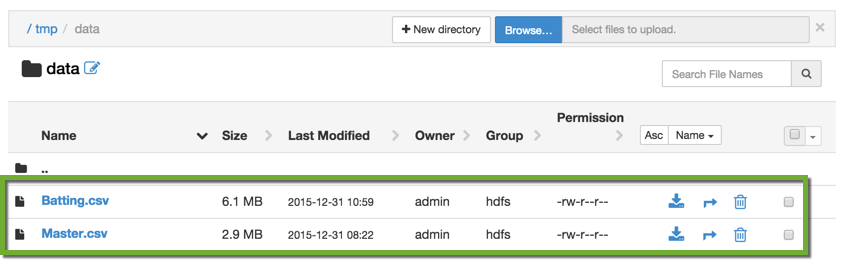 / tmp / data + New directory Browse... Select files to upload. ×
data Search File Names
Name Size Last Modified Owner Group Permission Asc Name
..
Batting.csv 6.1 MB 2015-12-31 10:59 admin hdfs -rw-r--r--
Master.csv 2.9 MB 2015-12-31 08:22 admin hdfs -rw-r--r--